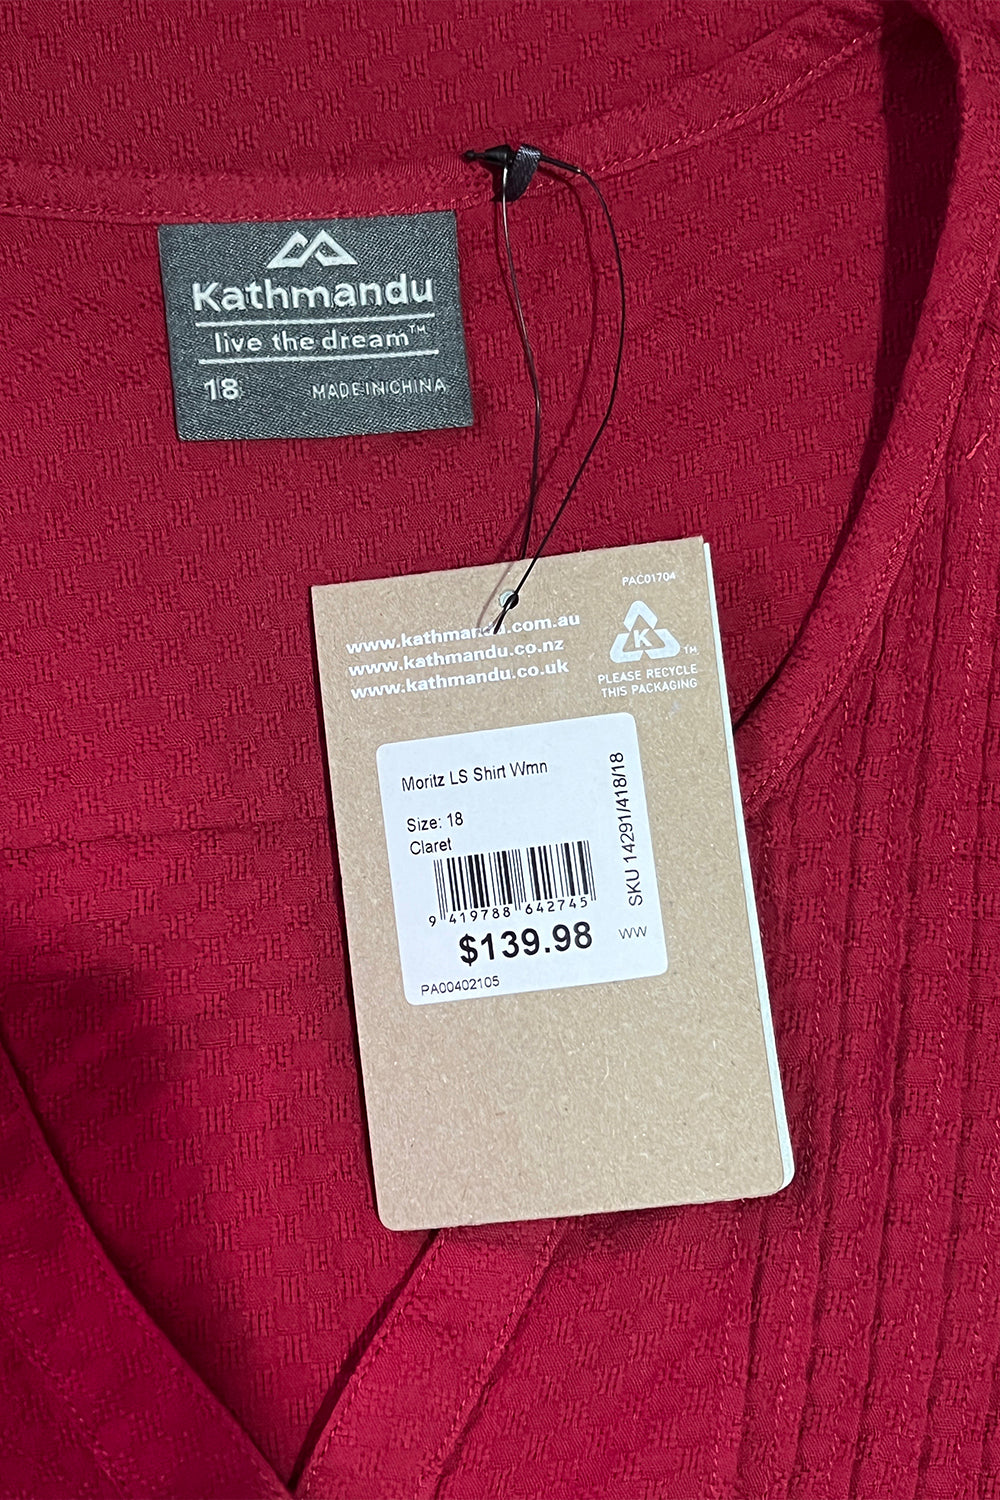 Kathmandu
live the dream™
18 MADE IN CHINA
PAC01704
www.kathmandu.com.au
www.kathmandu.co.nz
www.kathmandu.co.uk
K
TM
PLEASE RECYCLE
THIS PACKAGING
Moritz LS Shirt Wmn
Size: 18
Claret
SKU 14291/418/18
9 419788 642745
$139.98
WW
PA00402105